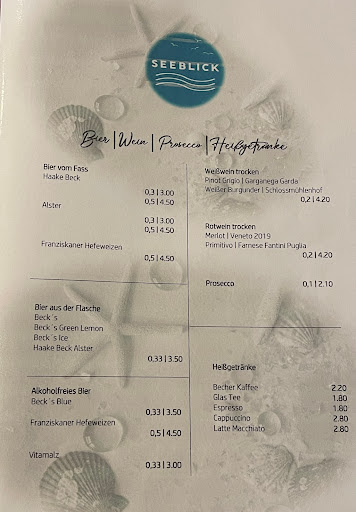 SEEBLICK
Bier | Wein | Prosecco | Heißgetränke
Bier vom Fass
Haake Beck
0,3 | 3.00
0,5 | 4.50
Alster
0,3 | 3.00
0,5 | 4.50
Franziskaner Hefeweizen
0,5 | 4.50
Bier aus der Flasche
Beck´s
Beck´s Green Lemon
Beck´s Ice
Haake Beck Alster
0,33 | 3.50
Alkoholfreies Bier
Beck´s Blue
0,33 | 3.50
Franziskaner Hefeweizen
0,5 | 4.50
Vitamalz
0,33 | 3.00
Weißwein trocken
Pinot Grigio | Garganega Garda
Weißer Burgunder | Schlossmühlenhof
0,2 | 4.20
Rotwein trocken
Merlot | Veneto 2019
Primitivo | Farnese Fantini Puglia
0,2 | 4.20
Prosecco 0,1 | 2.10
Heißgetränke
Becher Kaffee 2.20
Glas Tee 1.80
Espresso 1.80
Cappuccino 2.80
Latte Macchiato 2.80